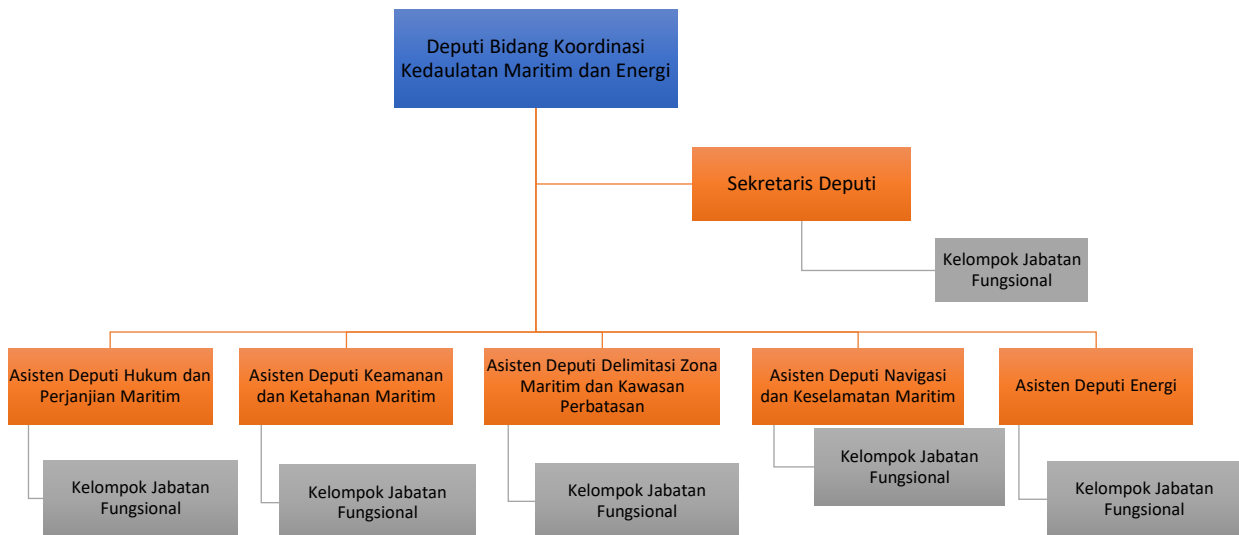 Deputi Bidang Koordinasi
Kedaulatan Maritim dan Energi
Sekretaris Deputi
Kelompok Jabatan
Fungsional
Asisten Deputi Hukum dan
Perjanjian Maritim
Asisten Deputi Keamanan
dan Ketahanan Maritim
Asisten Deputi Delimitasi Zona
Maritim dan Kawasan
Perbatasan
Asisten Deputi Navigasi
dan Keselamatan Maritim
Asisten Deputi Energi
Kelompok Jabatan
Fungsional
Kelompok Jabatan
Fungsional
Kelompok Jabatan
Fungsional
Kelompok Jabatan
Fungsional
Kelompok Jabatan
Fungsional